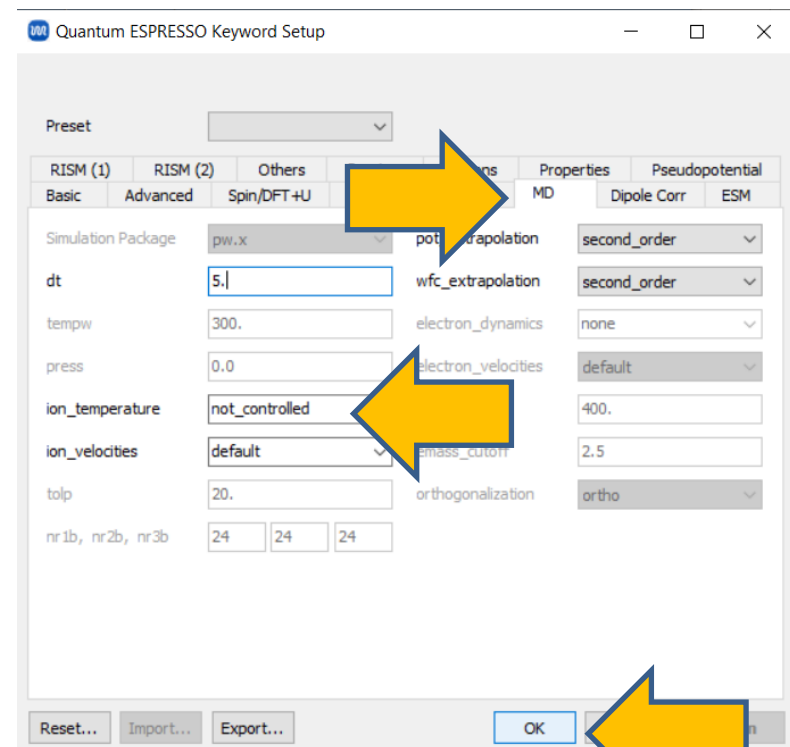 Quantum ESPRESSO Keyword Setup
Preset
RISM (1) RISM (2) Others Properties Pseudopotential
Basic Advanced Spin/DFT+U MD Dipole Corr ESM
Simulation Package pw.x second_order
dt 5. wfc_extrapolation second_order
tempw 300. electron_dynamics none
press 0.0 electron_velocities default
ion_temperature not_controlled 400.
ion_velocities default emass_cutoff 2.5
tolp 20. orthogonalization ortho
nr1b, nr2b, nr3b 24 24 24
Reset... Import... Export... OK